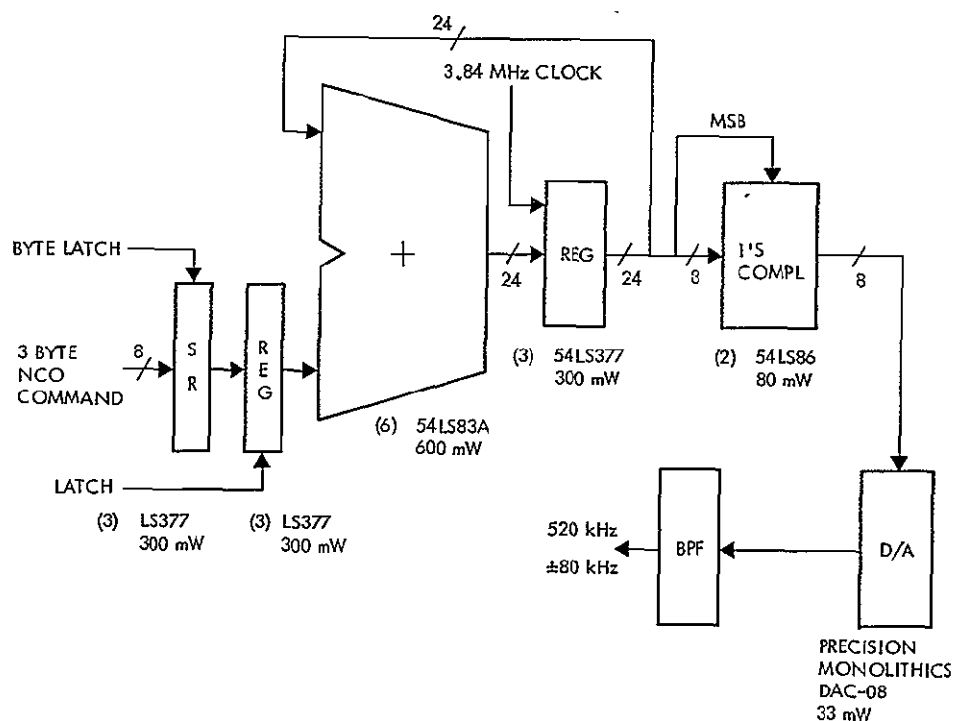 24
3.84 MHz CLOCK
MSB
BYTE LATCH
3 BYTE
NCO
COMMAND
8
S
R
R
E
G
+
24
REG
24
8
1'S
COMPL
8
(3) 54LS377
300 mW
(2) 54LS86
80 mW
(6) 54LS83A
600 mW
LATCH
(3) LS377
300 mW
(3) LS377
300 mW
520 kHz
±80 kHz
BPF
D/A
PRECISION
MONOLITHICS
DAC-08
33 mW